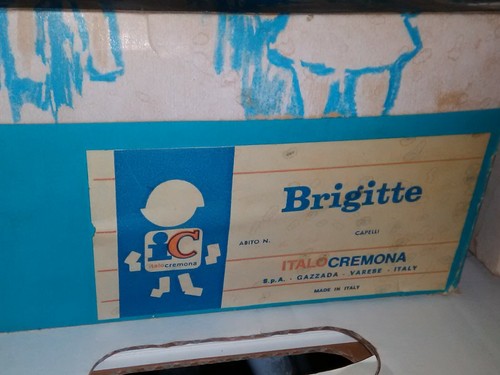 Brigitte
ABITO N. CAPELLI
iC
italocremona
ITALOCREMONA
S.p.A. - GAZZADA - VARESE - ITALY
MADE IN ITALY